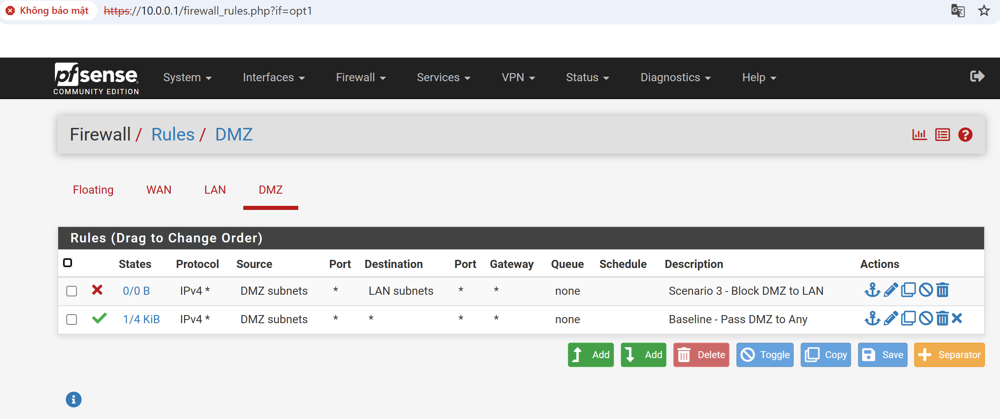 Không bảo mật https://10.0.0.1/firewall_rules.php?if=opt1
pfsense
COMMUNITY EDITION
System Interfaces Firewall Services VPN Status Diagnostics Help
Firewall / Rules / DMZ
Floating WAN LAN DMZ
Rules (Drag to Change Order)
States Protocol Source Port Destination Port Gateway Queue Schedule Description Actions
0/0 B IPv4 * DMZ subnets * LAN subnets * * none Scenario 3 - Block DMZ to LAN
1/4 KiB IPv4 * DMZ subnets * * * * none Baseline - Pass DMZ to Any
Add Add Delete Toggle Copy Save Separator